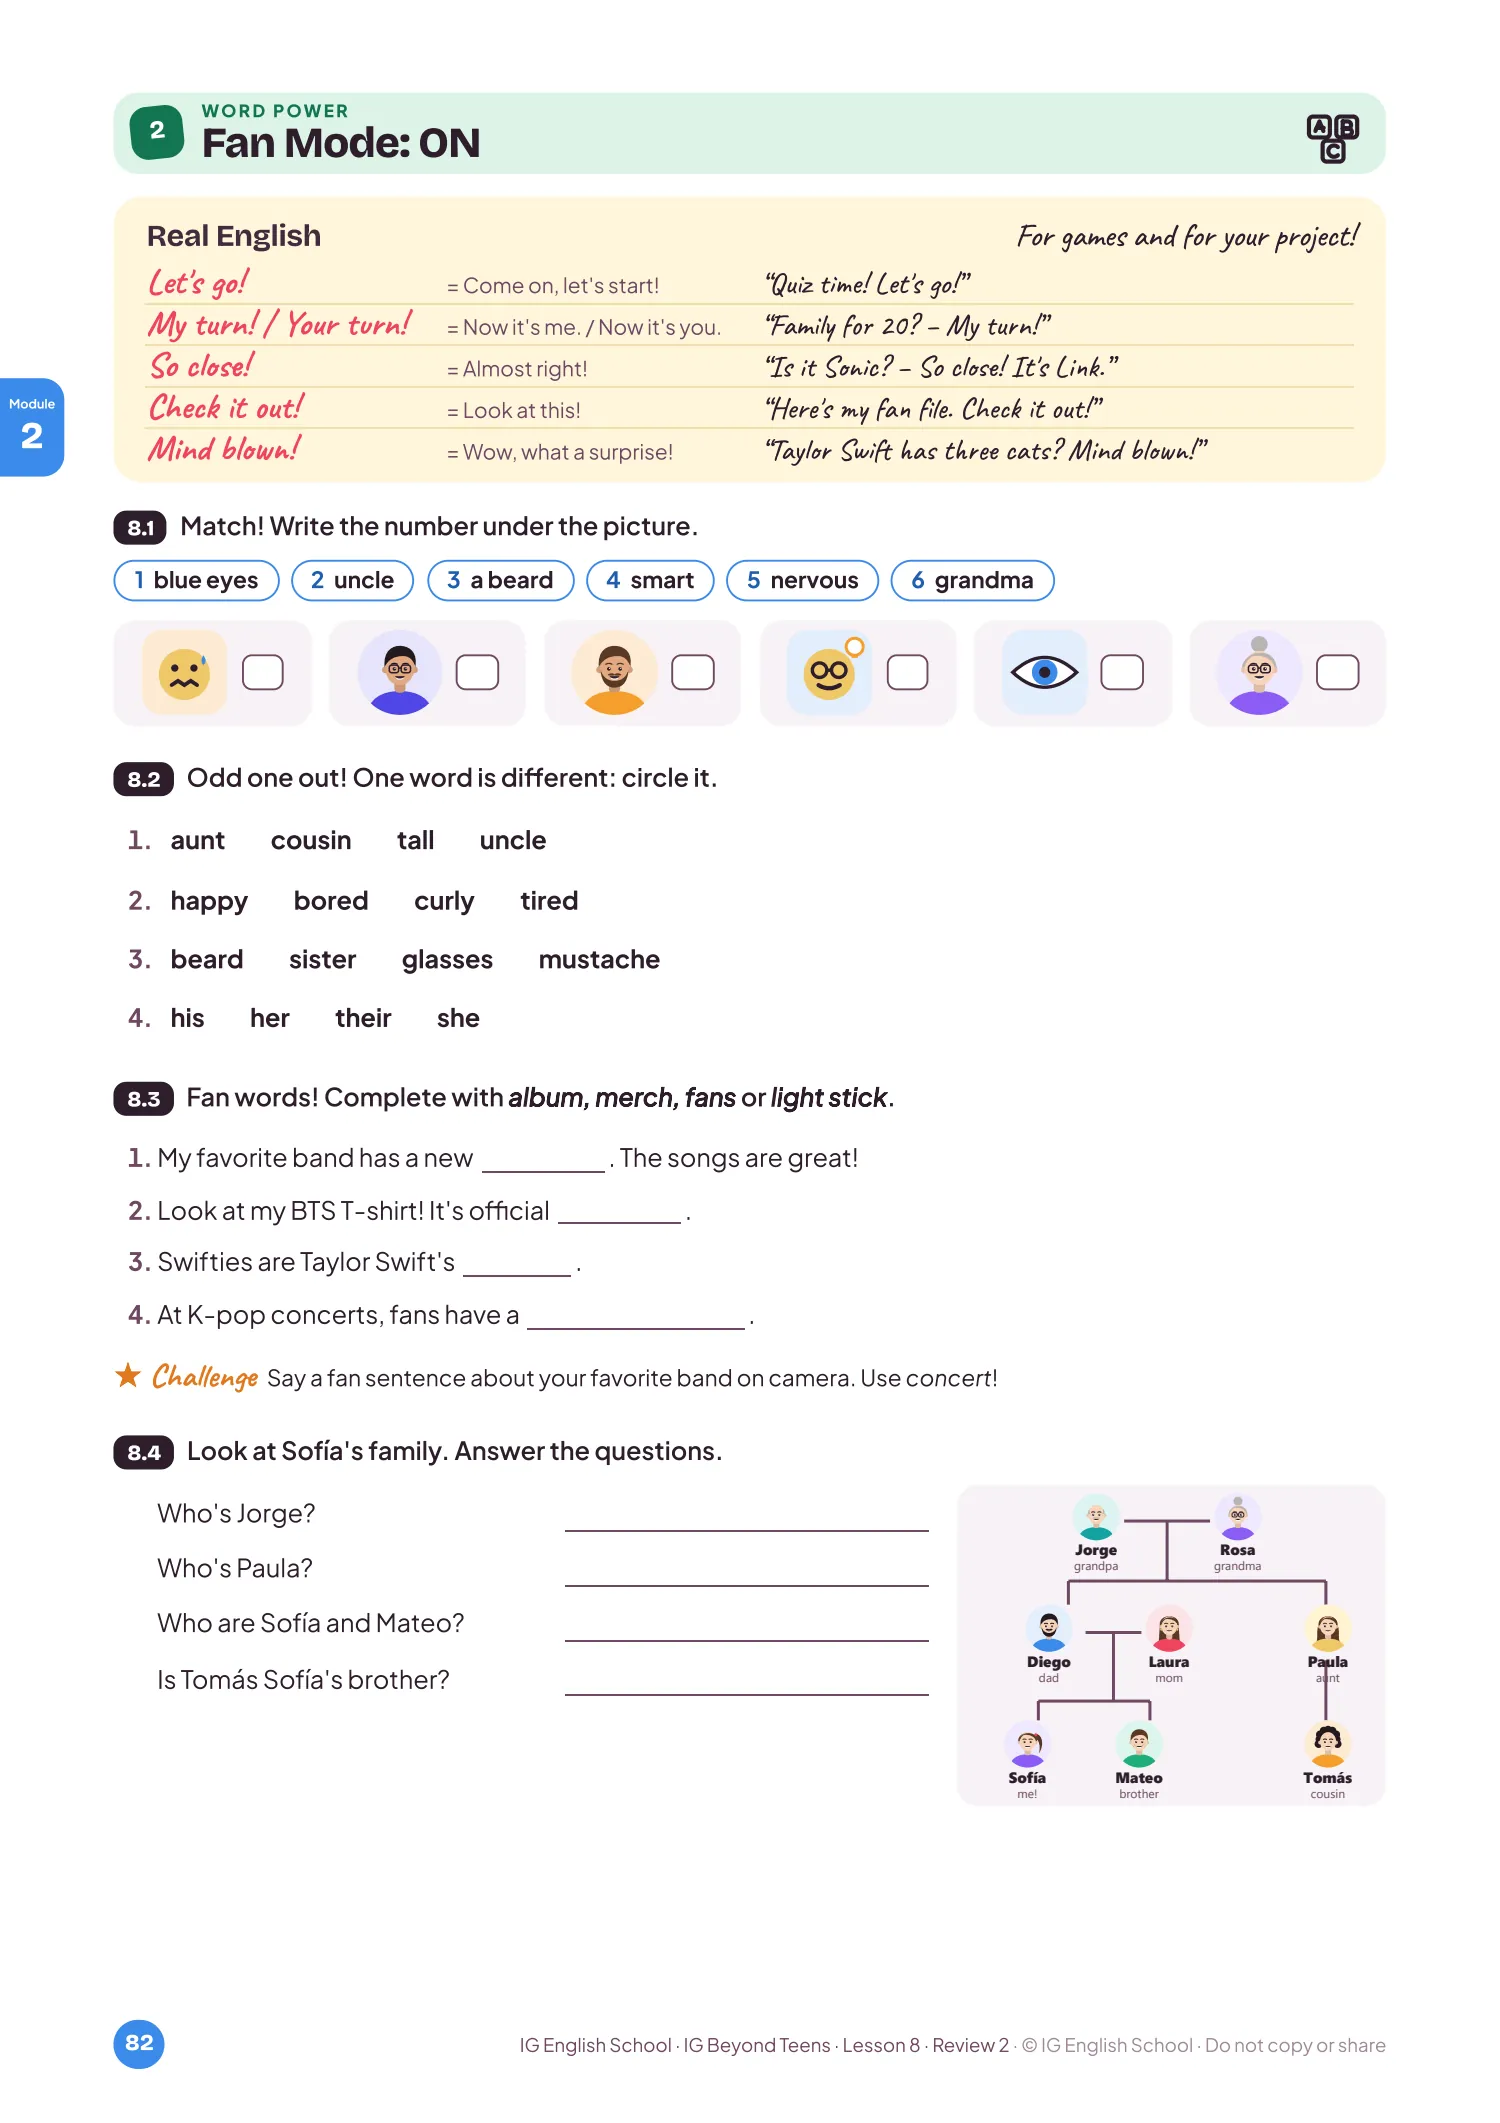 2
WORD POWER
Fan Mode: ON
A B
C
Real English
For games and for your project!
Let's go! = Come on, let's start! “Quiz time! Let's go!”
My turn! / Your turn! = Now it's me. / Now it's you. “Family for 20? – My turn!”
So close! = Almost right! “Is it Sonic? – So close! It's Link.”
Check it out! = Look at this! “Here's my fan file. Check it out!”
Mind blown! = Wow, what a surprise! “Taylor Swift has three cats? Mind blown!”
Module
2
8.1 Match! Write the number under the picture.
1 blue eyes 2 uncle 3 a beard 4 smart 5 nervous 6 grandma
8.2 Odd one out! One word is different: circle it.
1. aunt cousin tall uncle
2. happy bored curly tired
3. beard sister glasses mustache
4. his her their she
8.3 Fan words! Complete with album, merch, fans or light stick.
1. My favorite band has a new ________. The songs are great!
2. Look at my BTS T-shirt! It's official ________.
3. Swifties are Taylor Swift's ________.
4. At K-pop concerts, fans have a ________.
★ Challenge Say a fan sentence about your favorite band on camera. Use concert!
8.4 Look at Sofía's family. Answer the questions.
Who's Jorge?
Who's Paula?
Who are Sofía and Mateo?
Is Tomás Sofía's brother?
Jorge Rosa
grandpa grandma
Diego Laura Paula
dad mom aunt
Sofía Mateo Tomás
me! brother cousin
82
IG English School · IG Beyond Teens · Lesson 8 · Review 2 · © IG English School · Do not copy or share